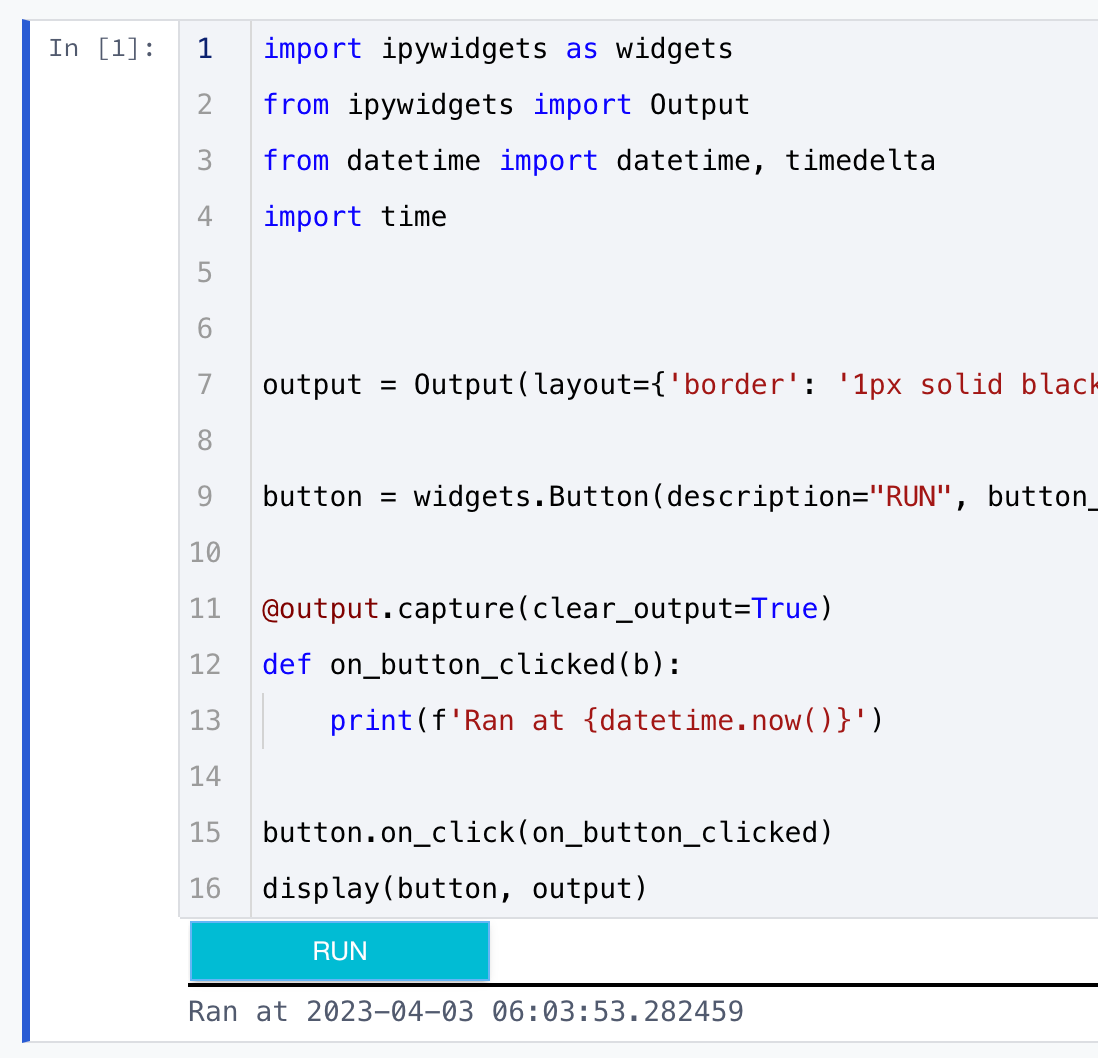 In [1]:
1 import ipywidgets as widgets
2 from ipywidgets import Output
3 from datetime import datetime, timedelta
4 import time
5
6
7 output = Output(layout={'border': '1px solid black
8
9 button = widgets.Button(description="RUN", button_
10
11 @output.capture(clear_output=True)
12 def on_button_clicked(b):
13     print(f'Ran at {datetime.now()}')
14
15 button.on_click(on_button_clicked)
16 display(button, output)
RUN
Ran at 2023-04-03 06:03:53.282459